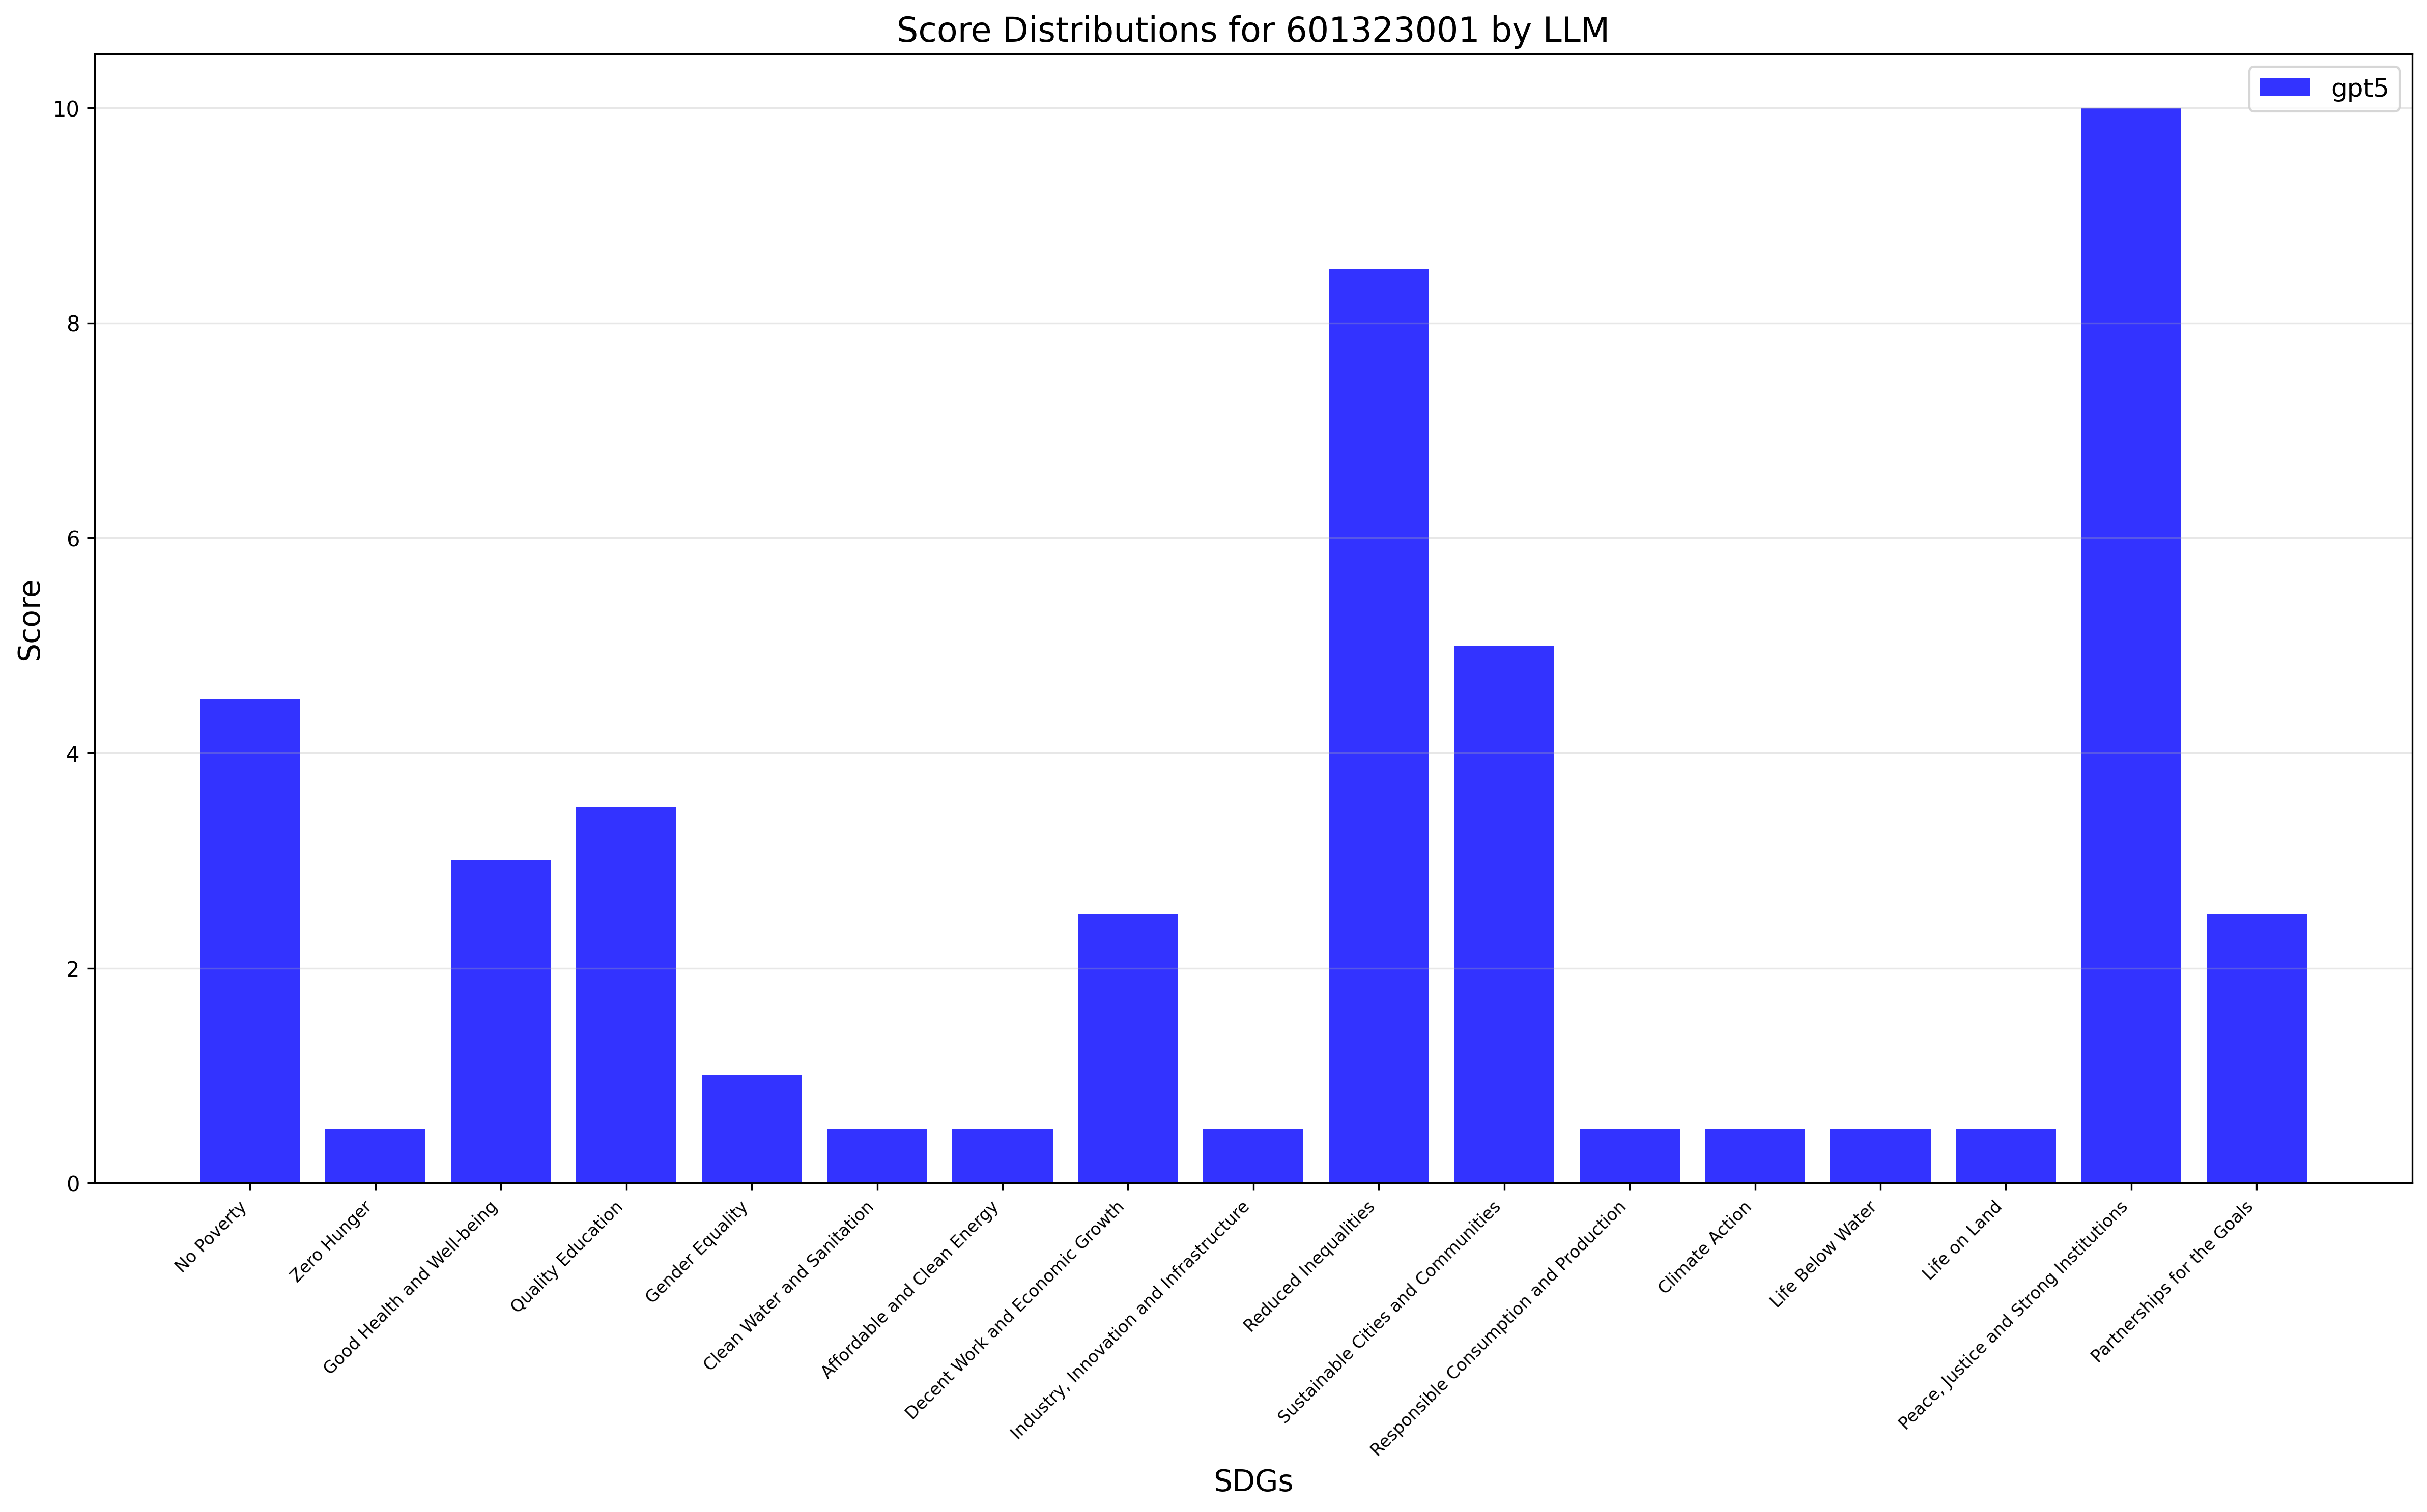 Score Distributions for 601323001 by LLM
gpt5
Score
10
8
6
4
2
0
No Poverty
Zero Hunger
Good Health and Well-being
Quality Education
Gender Equality
Clean Water and Sanitation
Affordable and Clean Energy
Decent Work and Economic Growth
Industry, Innovation and Infrastructure
Reduced Inequalities
Sustainable Cities and Communities
Responsible Consumption and Production
Climate Action
Life Below Water
Life on Land
Peace, Justice and Strong Institutions
Partnerships for the Goals
SDGs